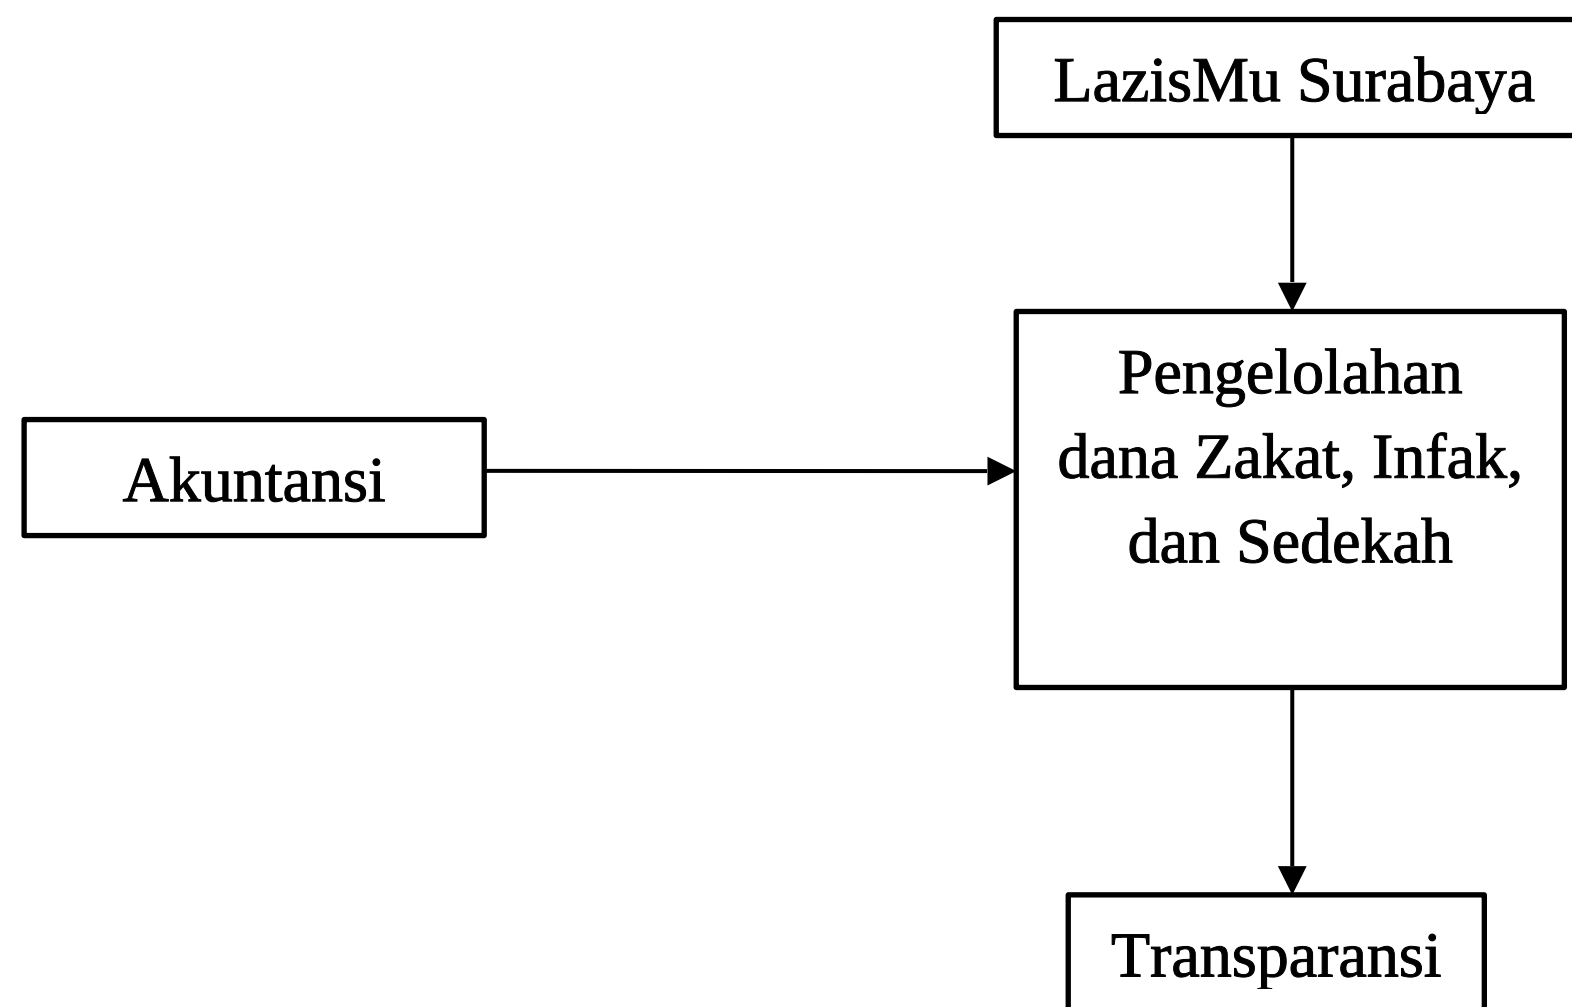 LazisMu Surabaya
Pengelolahan
dana Zakat, Infak,
dan Sedekah
Akuntansi
Transparansi